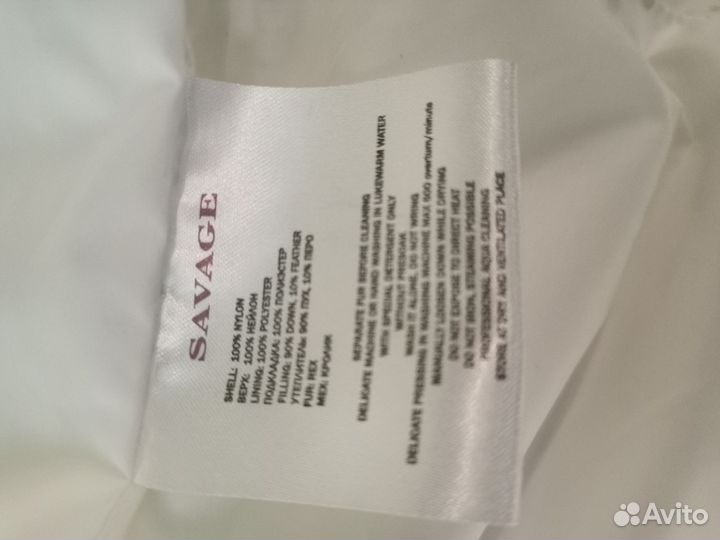 SAVAGE
SHELL: 100% NYLON
ВЕРХ: 100% НЕЙЛОН
LINING: 100% POLYESTER
ПОДКЛАДКА: 100% ПОЛИЭСТЕР
FILLING: 90% DOWN, 10% FEATHER
УТЕПЛИТЕЛЬ: 90% ПУХ, 10% ПЕРО
FUR: REX
МЕХ: КРОЛИК
SEPARATE FUR BEFORE CLEANING
DELICATE MACHINE OR HAND WASHING IN LUKEWARM WATER
WITH SPECIAL DETERGENT ONLY
WITHOUT PRESOAK
WASH IT ALONE, DO NOT WRING
DELICATE PRESSING IN WASHING MACHINE MAX 600 overturn/minute
MANUALLY LOOSEN DOWN WHILE DRYING
DO NOT EXPOSE TO DIRECT HEAT
DO NOT IRON, STEAMING POSSIBLE
PROFESSIONAL AQUA CLEANING
STORE AT DRY AND VENTILATED PLACE
Avito